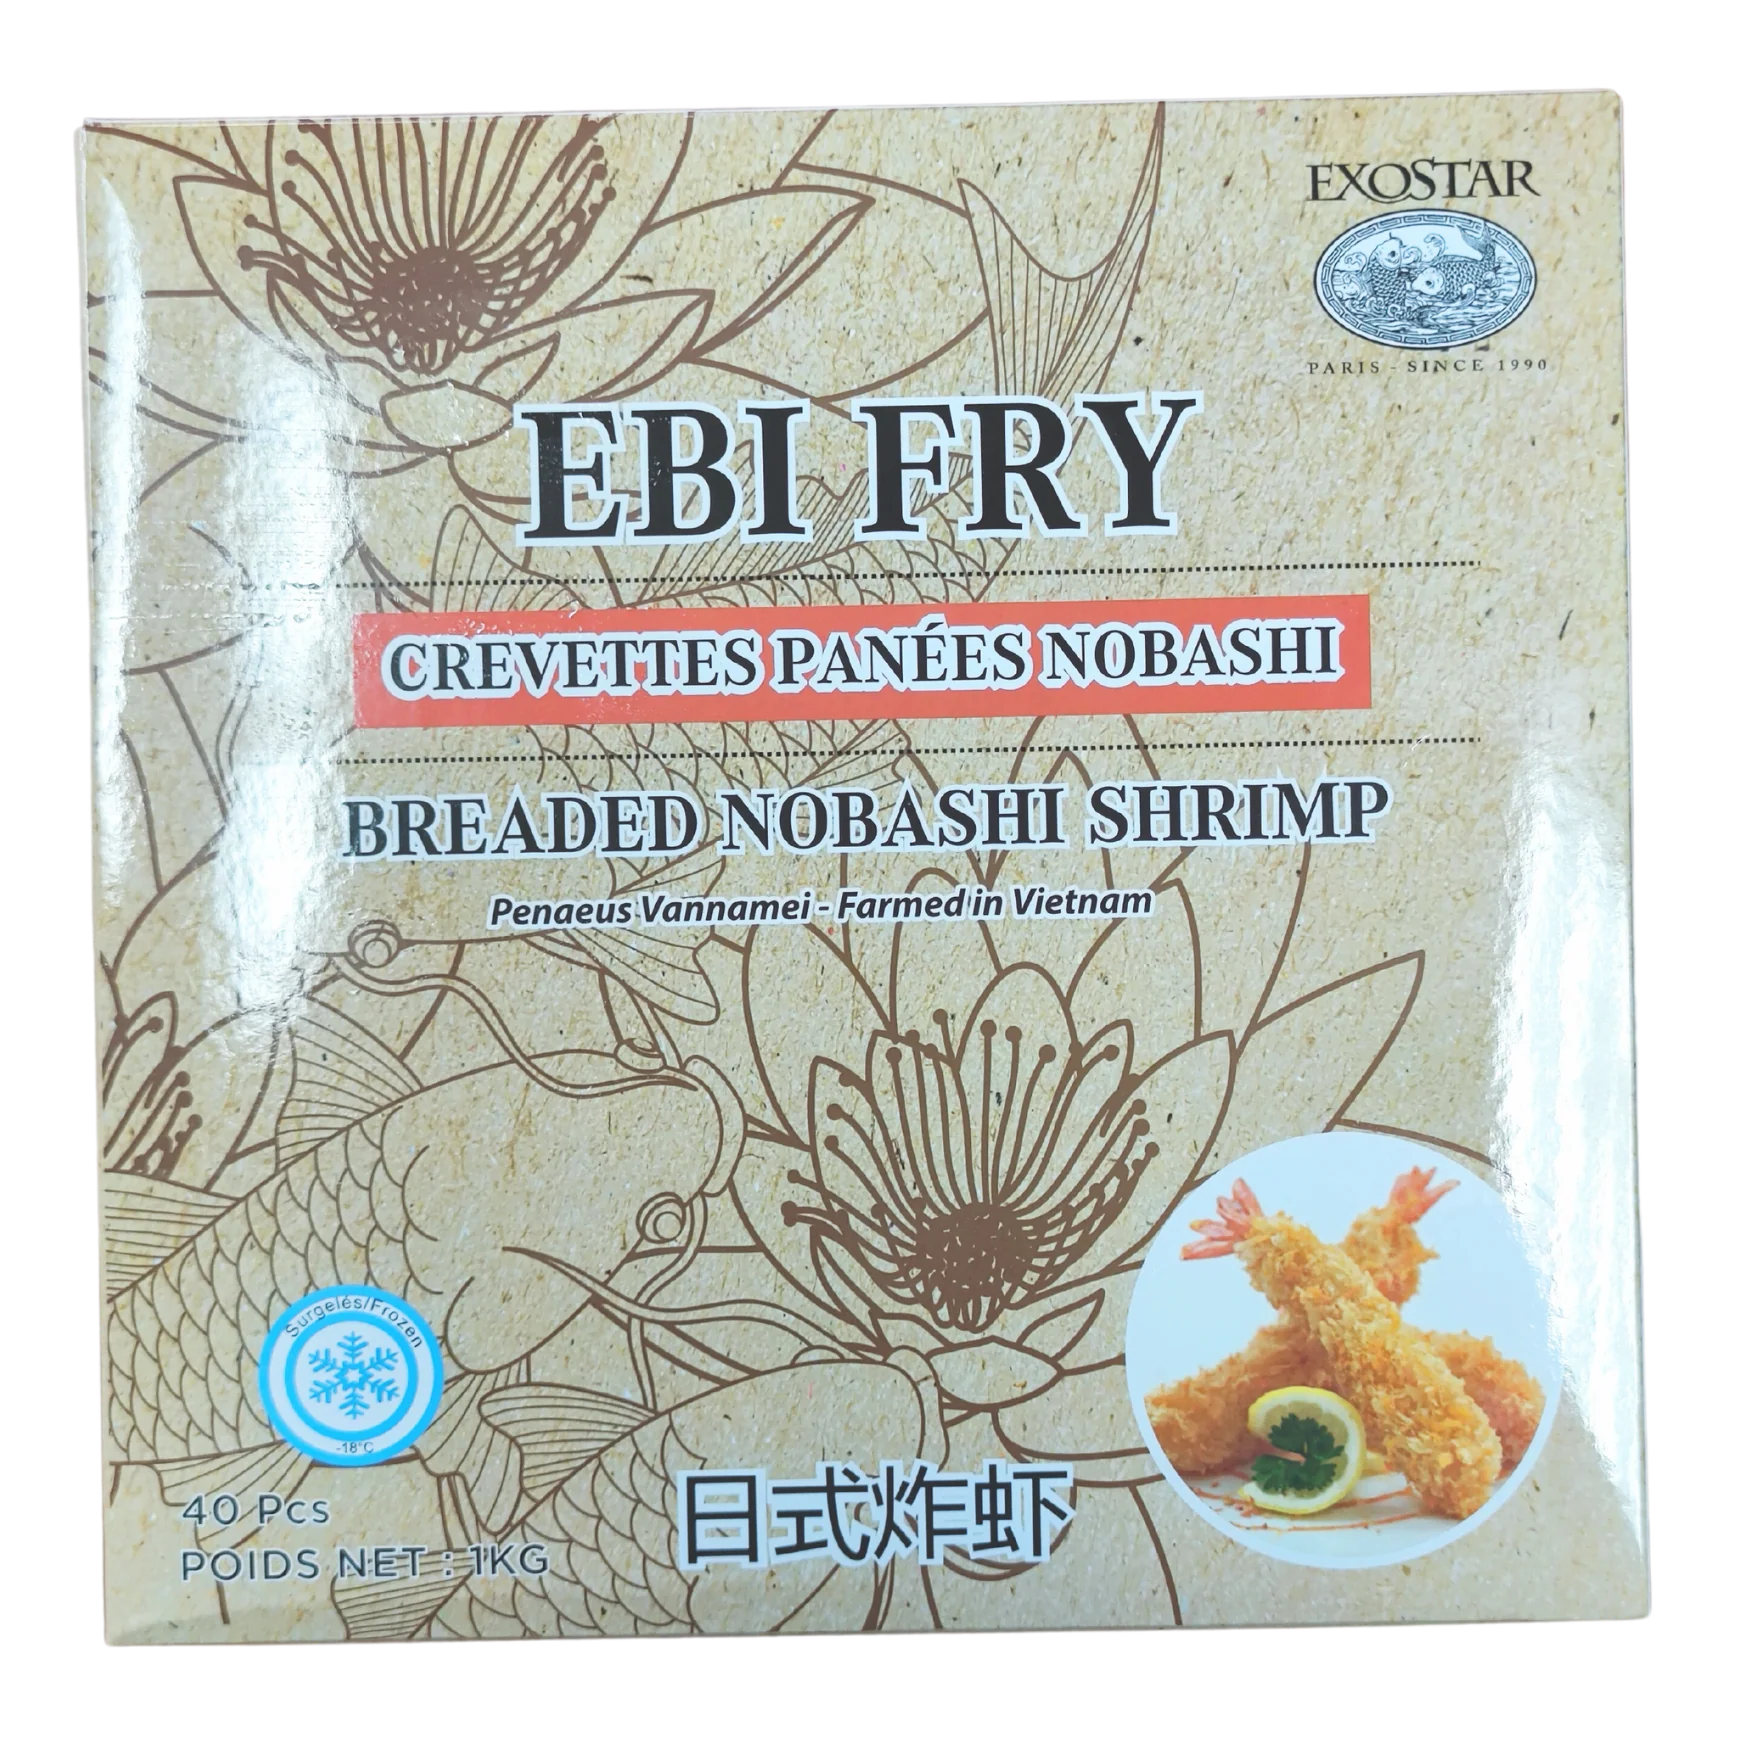 EXOSTAR
PARIS - SINCE 1990
EBI FRY
CREVETTES PANÉES NOBASHI
BREADED NOBASHI SHRIMP
Penaeus Vannamei - Farmed in Vietnam
Surgelés/Frozen
-18°C
40 Pcs
POIDS NET : 1KG
日式炸虾